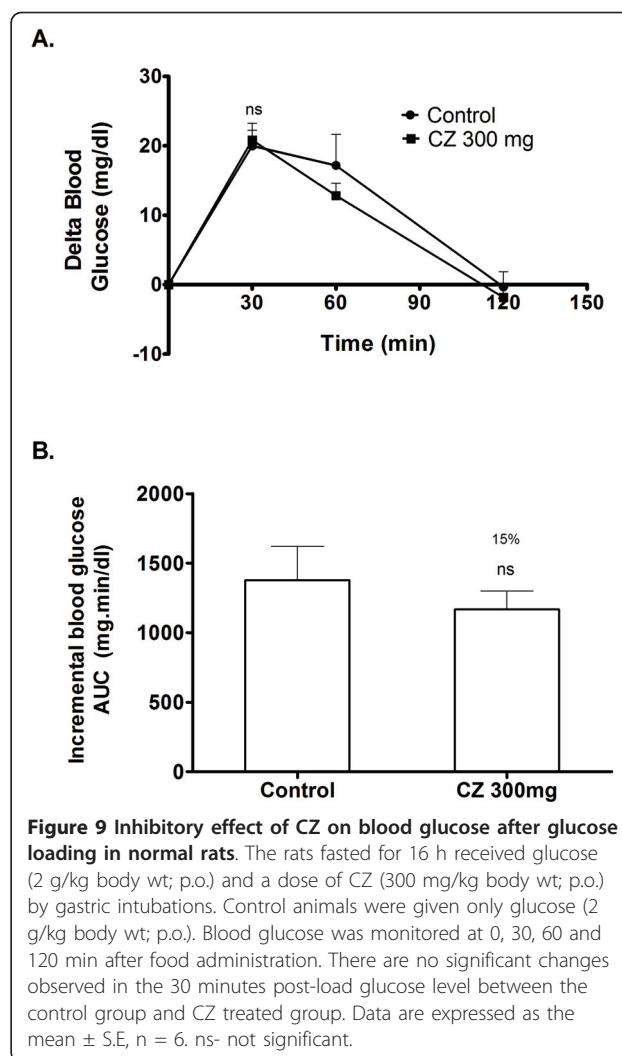 A.
30
20
10
0
-10
Delta Blood
Glucose (mg/dl)
ns
Control
CZ 300 mg
30 60 90 120 150
Time (min)
B.
2000
1500
1000
500
0
Incremental blood glucose
AUC (mg.min/dl)
15%
ns
Control CZ 300mg
Figure 9 Inhibitory effect of CZ on blood glucose after glucose
loading in normal rats. The rats fasted for 16 h received glucose
(2 g/kg body wt; p.o.) and a dose of CZ (300 mg/kg body wt; p.o.)
by gastric intubations. Control animals were given only glucose (2
g/kg body wt; p.o.). Blood glucose was monitored at 0, 30, 60 and
120 min after food administration. There are no significant changes
observed in the 30 minutes post-load glucose level between the
control group and CZ treated group. Data are expressed as the
mean ± S.E, n = 6. ns- not significant.